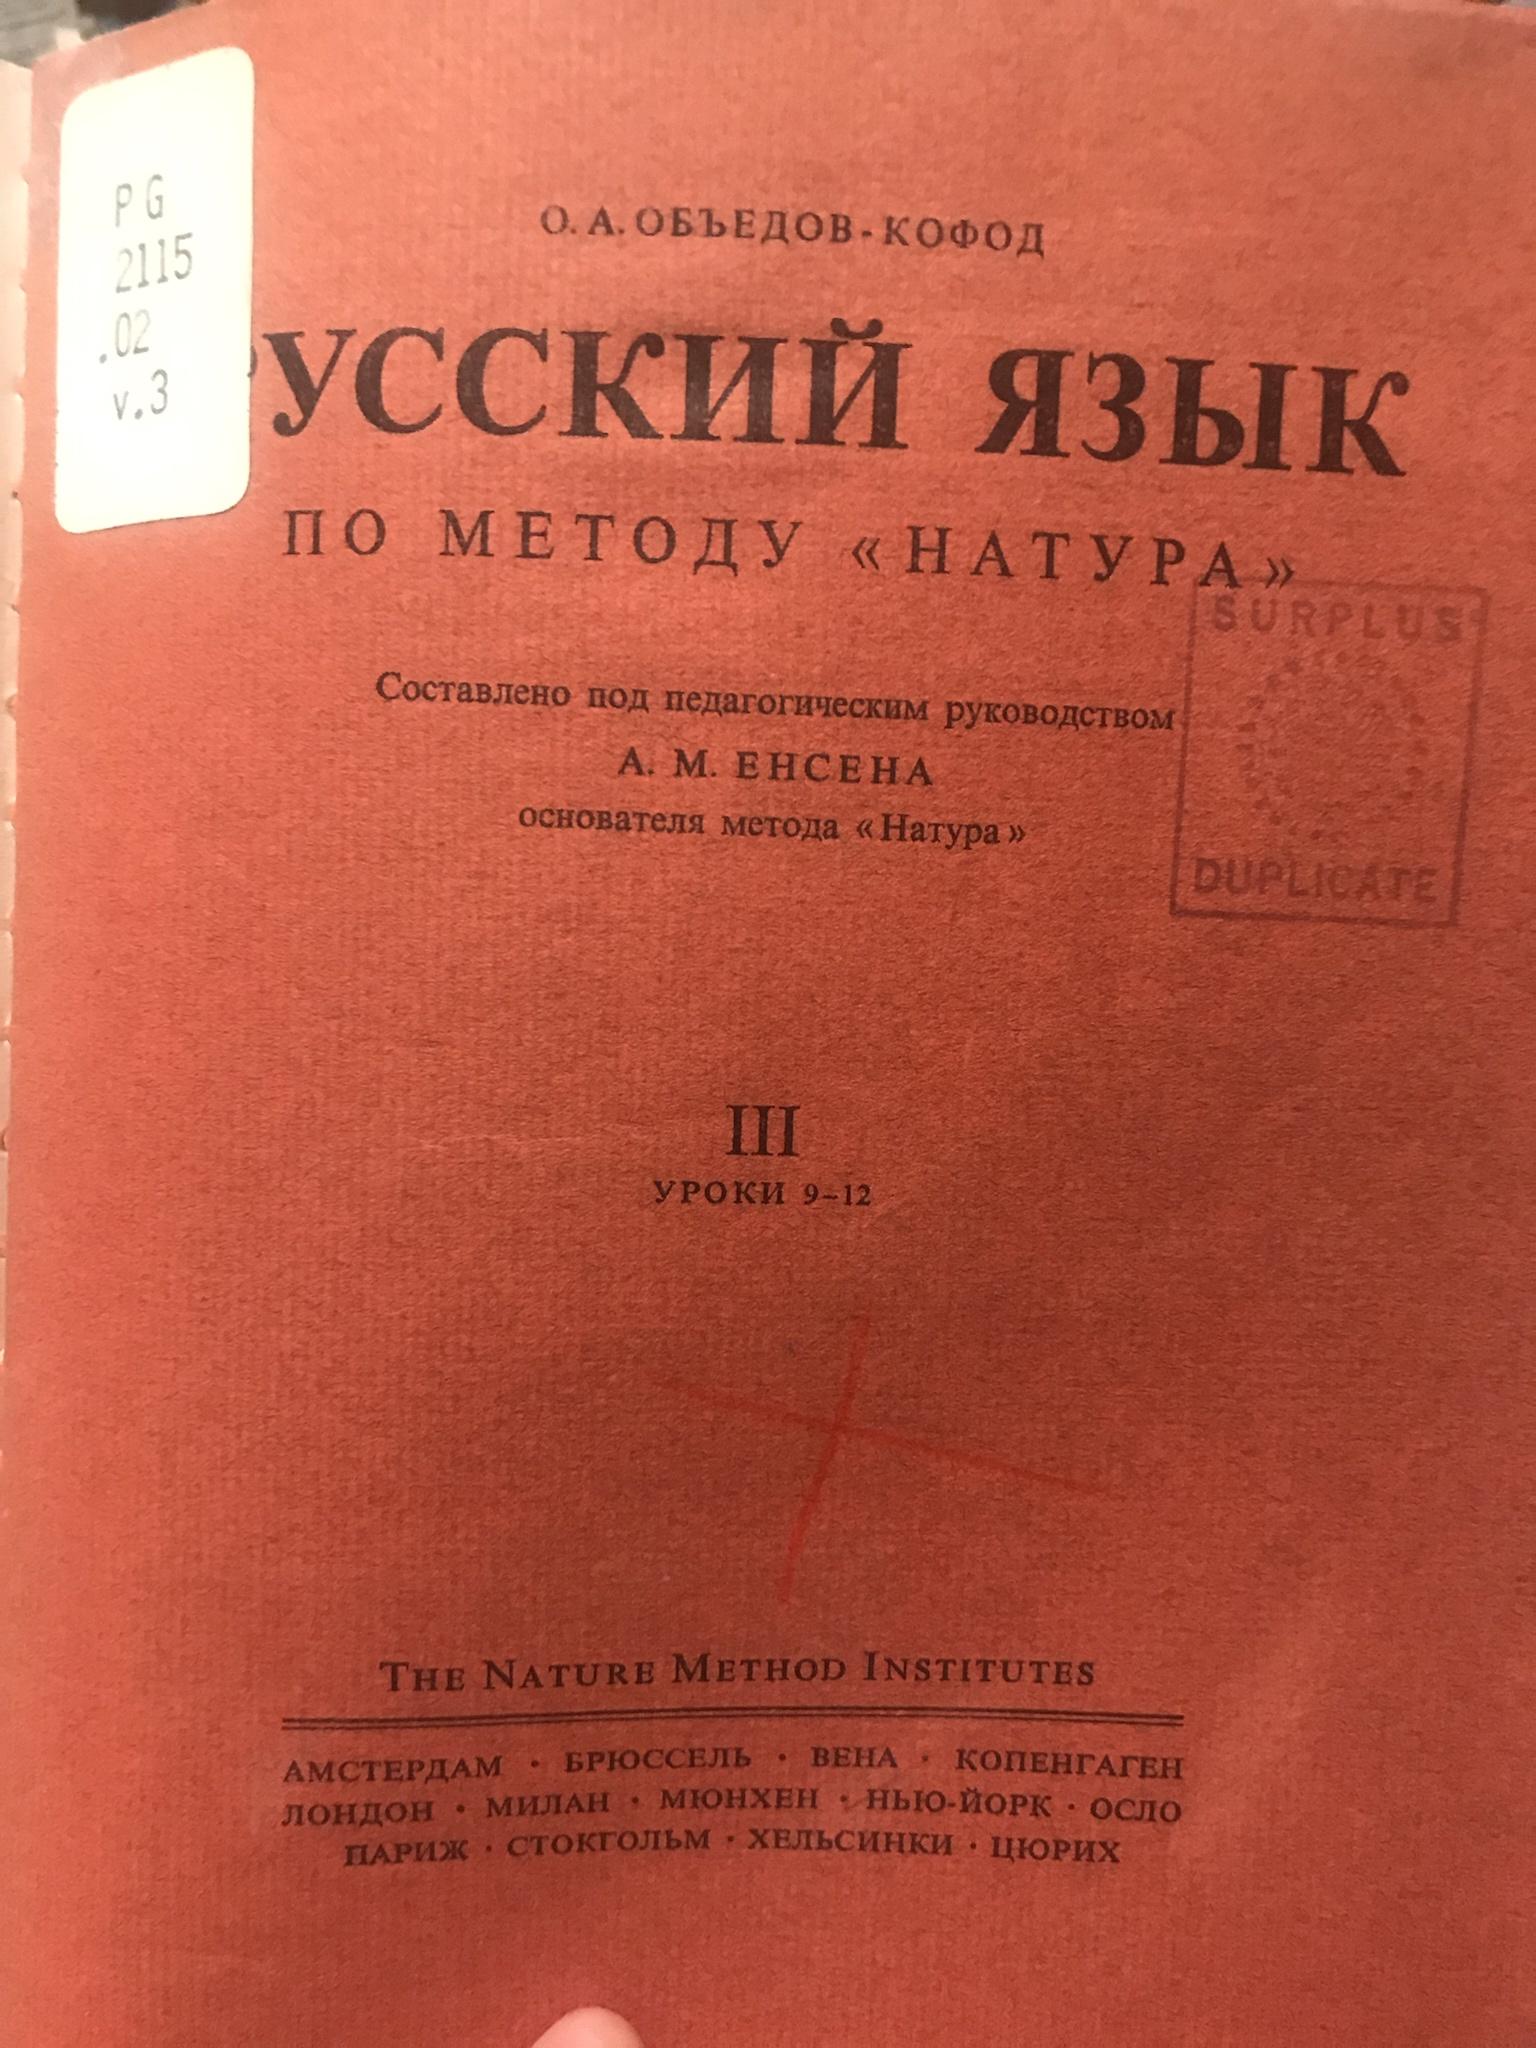 PG
2115
.02
v.3
О. А. ОБЪЕДОВ-КОФОД
РУССКИЙ ЯЗЫК
ПО МЕТОДУ «НАТУРА»
SURPLUS
Составлено под педагогическим руководством
А. М. ЕНСЕНА
основателя метода «Натура»
DUPLICATE
III
УРОКИ 9–12
THE NATURE METHOD INSTITUTES
АМСТЕРДАМ · БРЮССЕЛЬ · ВЕНА · КОПЕНГАГЕН
ЛОНДОН · МИЛАН · МЮНХЕН · НЬЮ-ЙОРК · ОСЛО
ПАРИЖ · СТОКГОЛЬМ · ХЕЛЬСИНКИ · ЦЮРИХ